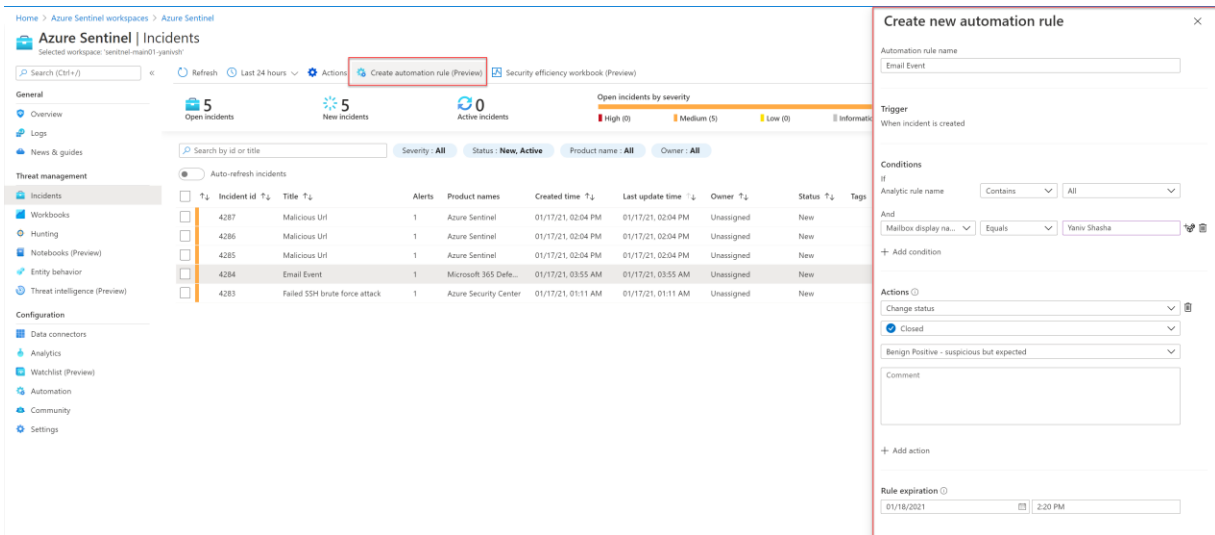 Home > Azure Sentinel workspaces > Azure Sentinel
Azure Sentinel | Incidents
Selected workspace: 'senitnel-main01-yanivsh'
Search (Ctrl+/)
«
General
Overview
Logs
News & guides
Threat management
Incidents
Workbooks
Hunting
Notebooks (Preview)
Entity behavior
Threat intelligence (Preview)
Configuration
Data connectors
Analytics
Watchlist (Preview)
Automation
Community
Settings
Refresh Last 24 hours Actions Create automation rule (Preview) Security efficiency workbook (Preview)
5 5 0
Open incidents New incidents Active incidents
Open incidents by severity
High (0) Medium (5) Low (0) Informatic
Search by id or title Severity : All Status : New, Active Product name : All Owner : All
Auto-refresh incidents
Incident id Title Alerts Product names Created time Last update time Owner Status Tags
4287 Malicious Url 1 Azure Sentinel 01/17/21, 02:04 PM 01/17/21, 02:04 PM Unassigned New
4286 Malicious Url 1 Azure Sentinel 01/17/21, 02:04 PM 01/17/21, 02:04 PM Unassigned New
4285 Malicious Url 1 Azure Sentinel 01/17/21, 02:04 PM 01/17/21, 02:04 PM Unassigned New
4284 Email Event 1 Microsoft 365 Defe... 01/17/21, 03:55 AM 01/17/21, 03:55 AM Unassigned New
4283 Failed SSH brute force attack 1 Azure Security Center 01/17/21, 01:11 AM 01/17/21, 01:11 AM Unassigned New
Create new automation rule
Automation rule name
Email Event
Trigger
When incident is created
Conditions
If
Analytic rule name Contains All
And
Mailbox display na... Equals Yaniv Shasha
+ Add condition
Actions
Change status
Closed
Benign Positive - suspicious but expected
Comment
+ Add action
Rule expiration
01/18/2021 2:20 PM